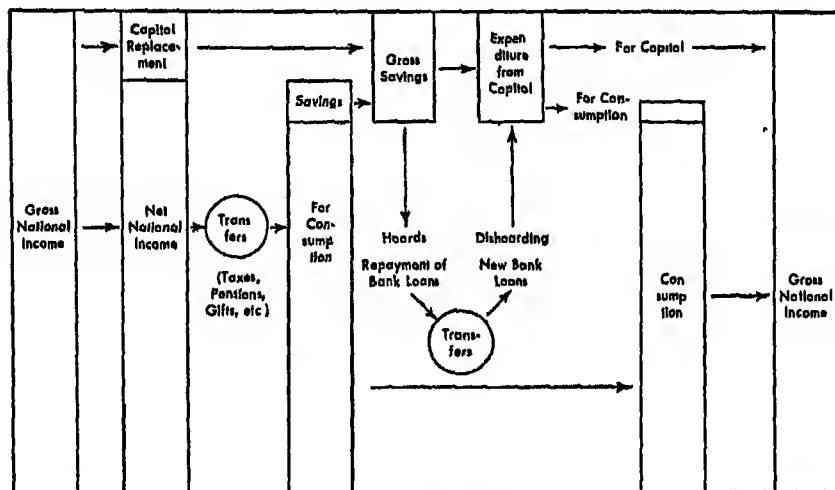 Capital
Replace-
ment
Gross
Savings
Expen
diture
from
Capital
For Capital
Savings
For Con-
sumption
Gross
National
Income
Net
National
Income
Trans
fers
(Taxes,
Pensions,
Gifts, etc)
For
Con-
sump
tion
Hoards
Repayment of
Bank Loans
Dishoarding
New Bank
Loans
Trans-
fers
Con
sump
tion
Gross
National
Income